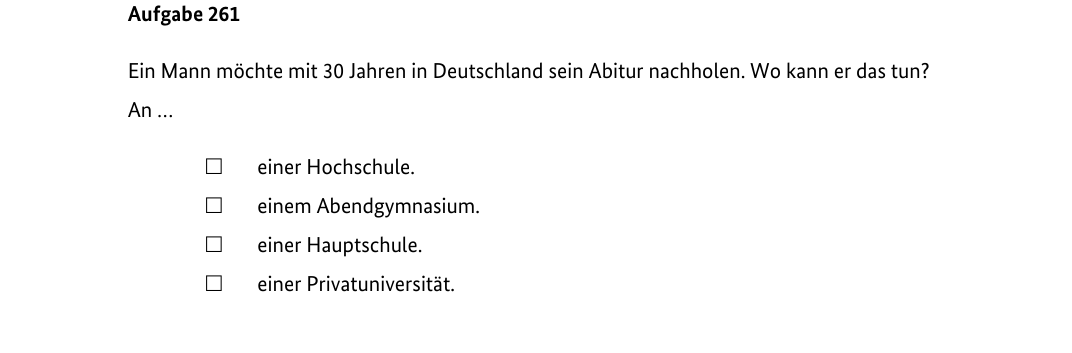 Aufgabe 261
Ein Mann möchte mit 30 Jahren in Deutschland sein Abitur nachholen. Wo kann er das tun?
An …
☐ einer Hochschule.
☐ einem Abendgymnasium.
☐ einer Hauptschule.
☐ einer Privatuniversität.